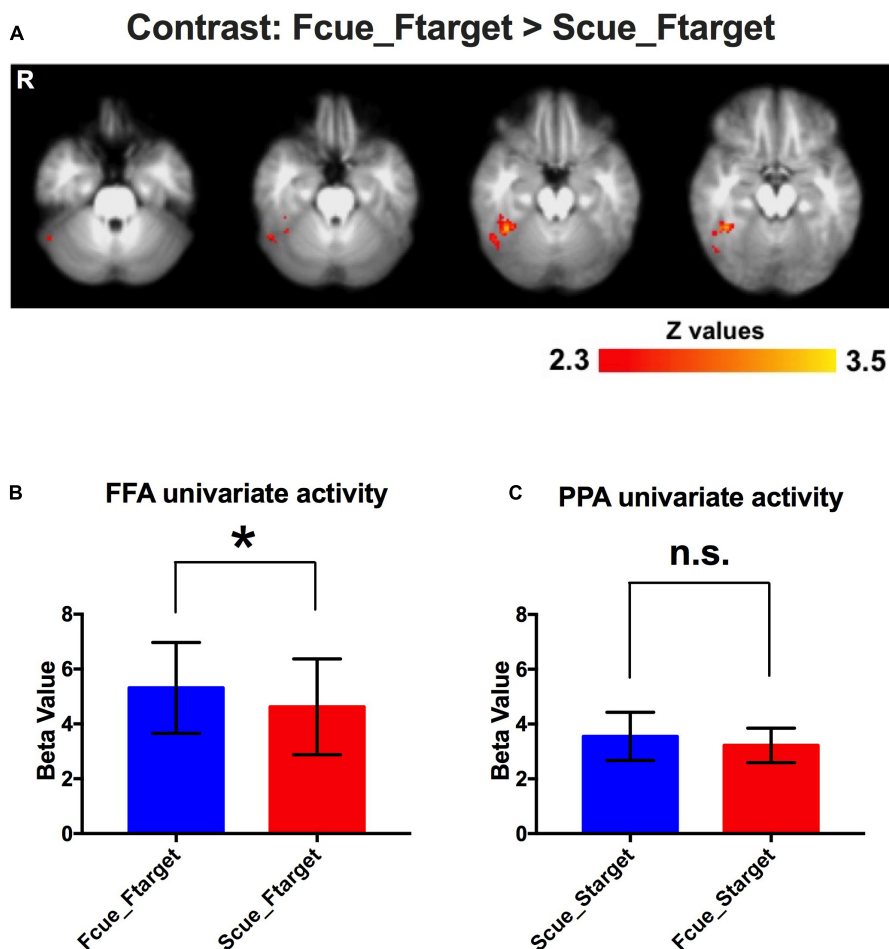 A
Contrast: Fcue_Ftarget > Scue_Ftarget
R
Z values
2.3 3.5
B FFA univariate activity
*
Beta Value
8
6
4
2
0
Fcue_Ftarget
Scue_Ftarget
C PPA univariate activity
n.s.
Beta Value
8
6
4
2
0
Scue_Starget
Fcue_Starget